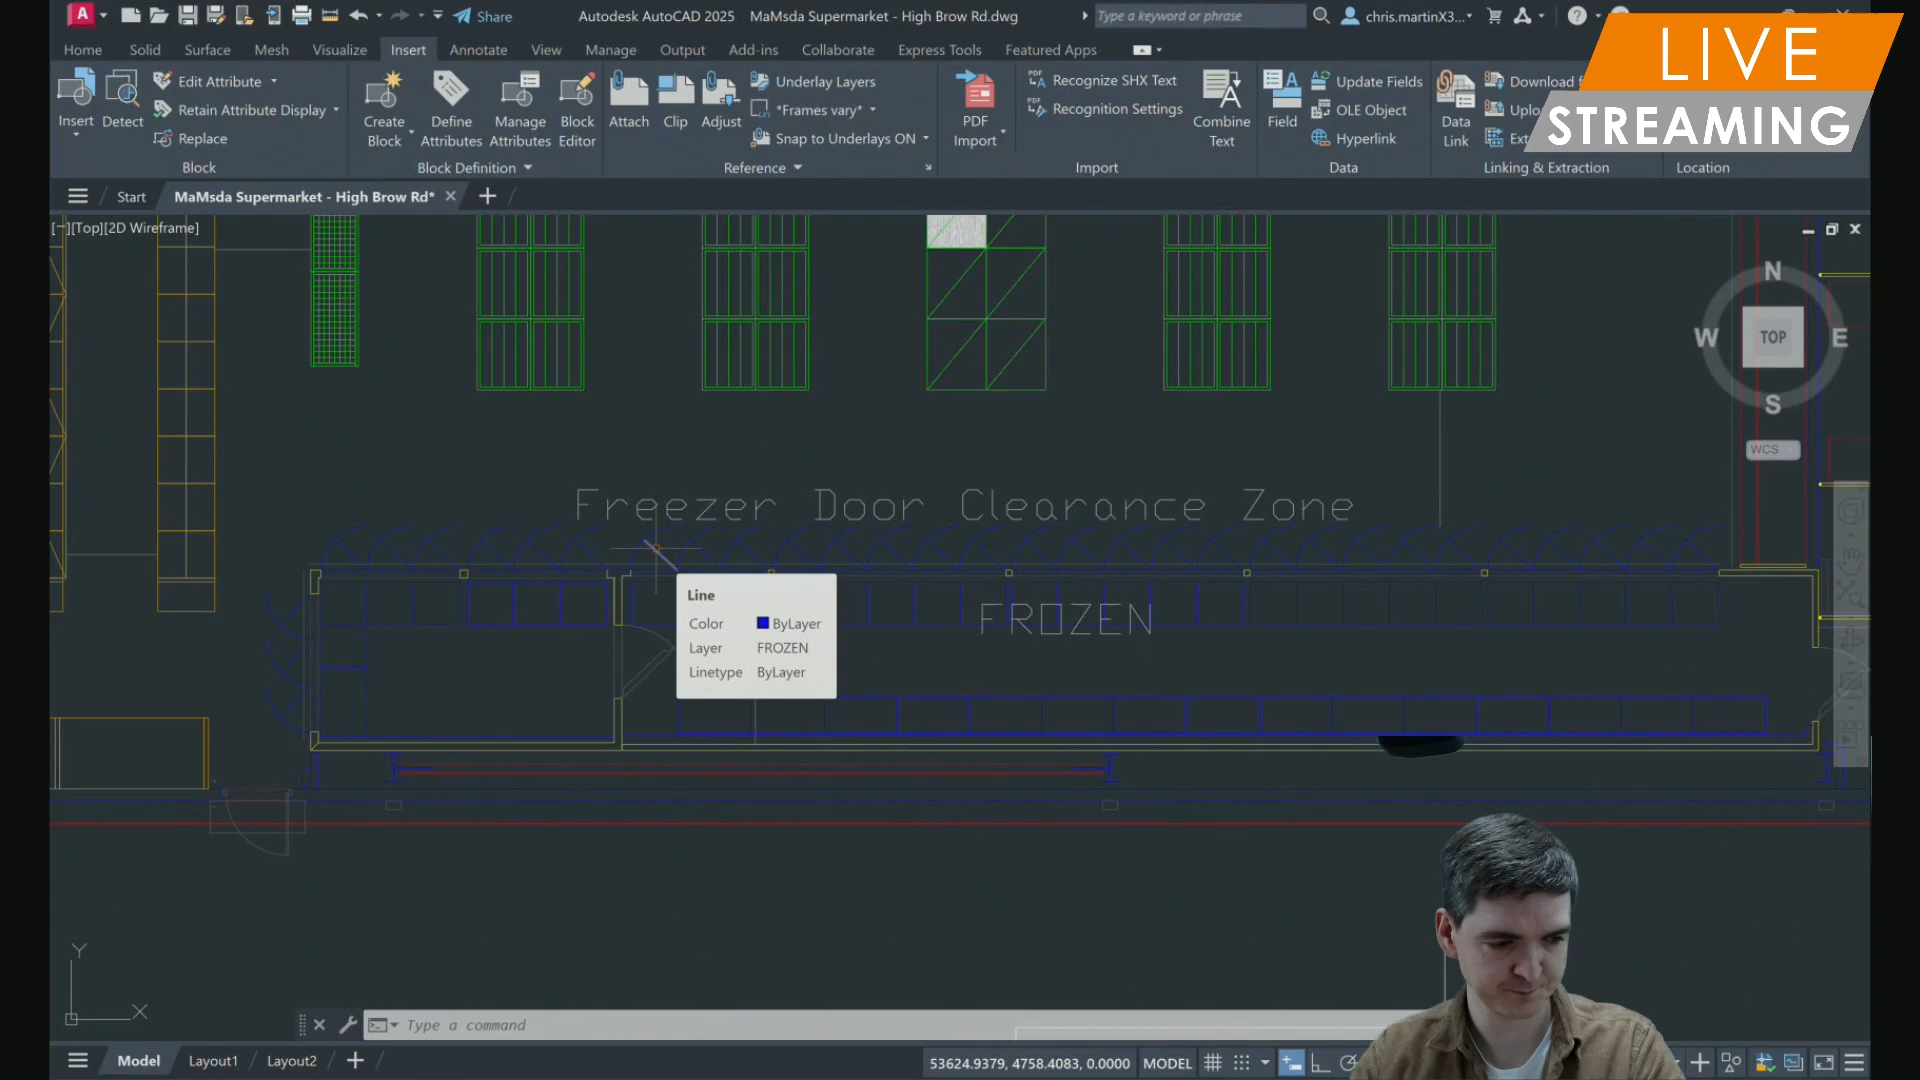 Share
Autodesk AutoCAD 2025 MaMsda Supermarket - High Brow Rd.dwg
Type a keyword or phrase
chris.martinX3...
LIVE
STREAMING
Home Solid Surface Mesh Visualize Insert Annotate View Manage Output Add-ins Collaborate Express Tools Featured Apps
Insert
Detect
Edit Attribute
Retain Attribute Display
Replace
Block
Create Block
Define Attributes
Manage Attributes
Block Editor
Block Definition
Attach
Clip
Adjust
Underlay Layers
*Frames vary*
Snap to Underlays ON
Reference
PDF Import
PDF Recognize SHX Text
PDF Recognition Settings
Combine Text
Import
Field
Update Fields
OLE Object
Hyperlink
Data
Data Link
Download
Linking & Extraction
Location
Start
MaMsda Supermarket - High Brow Rd*
[−][Top][2D Wireframe]
N
W TOP E
S
WCS
Freezer Door Clearance Zone
FROZEN
Line
Color ByLayer
Layer FROZEN
Linetype ByLayer
Y
X
Type a command
Model Layout1 Layout2
53624.9379, 4758.4083, 0.0000 MODEL